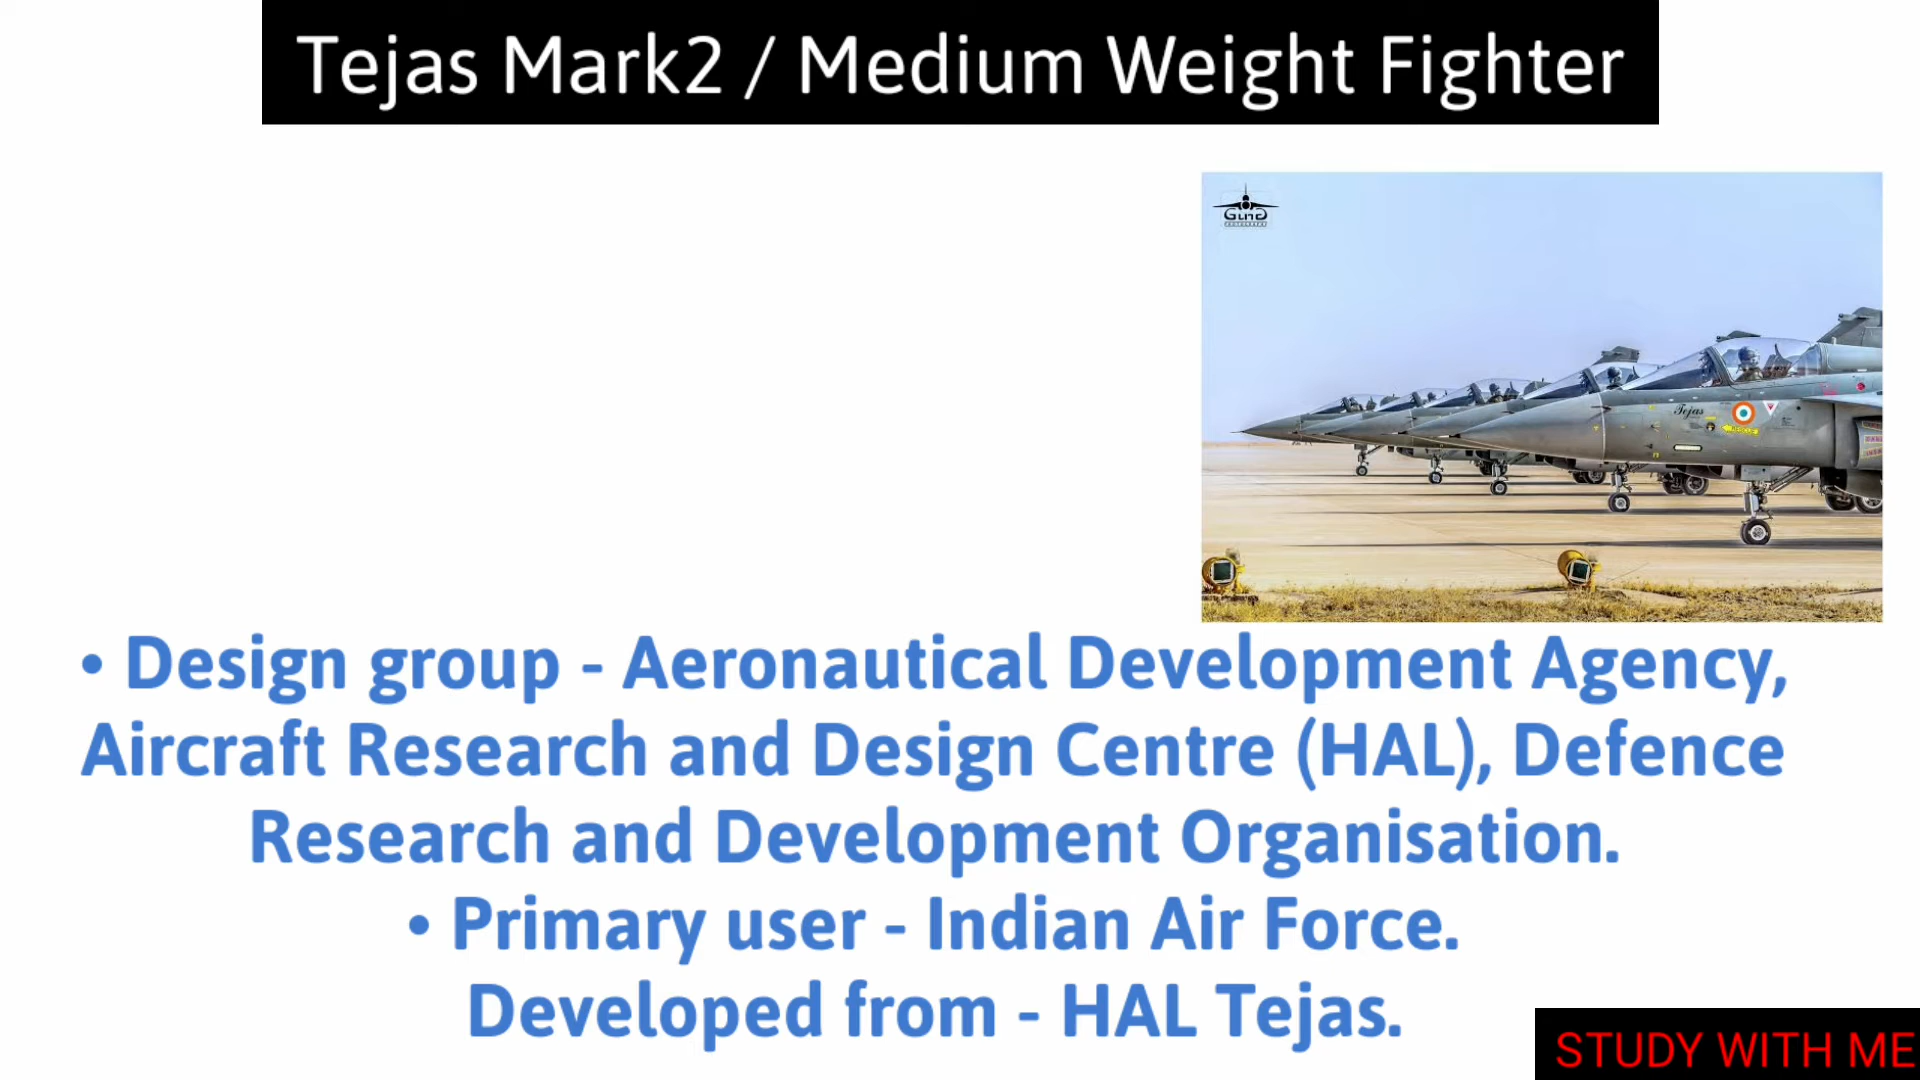 Tejas Mark2 / Medium Weight Fighter
Tejas
• Design group - Aeronautical Development Agency,
Aircraft Research and Design Centre (HAL), Defence
Research and Development Organisation.
• Primary user - Indian Air Force.
Developed from - HAL Tejas.
STUDY WITH ME